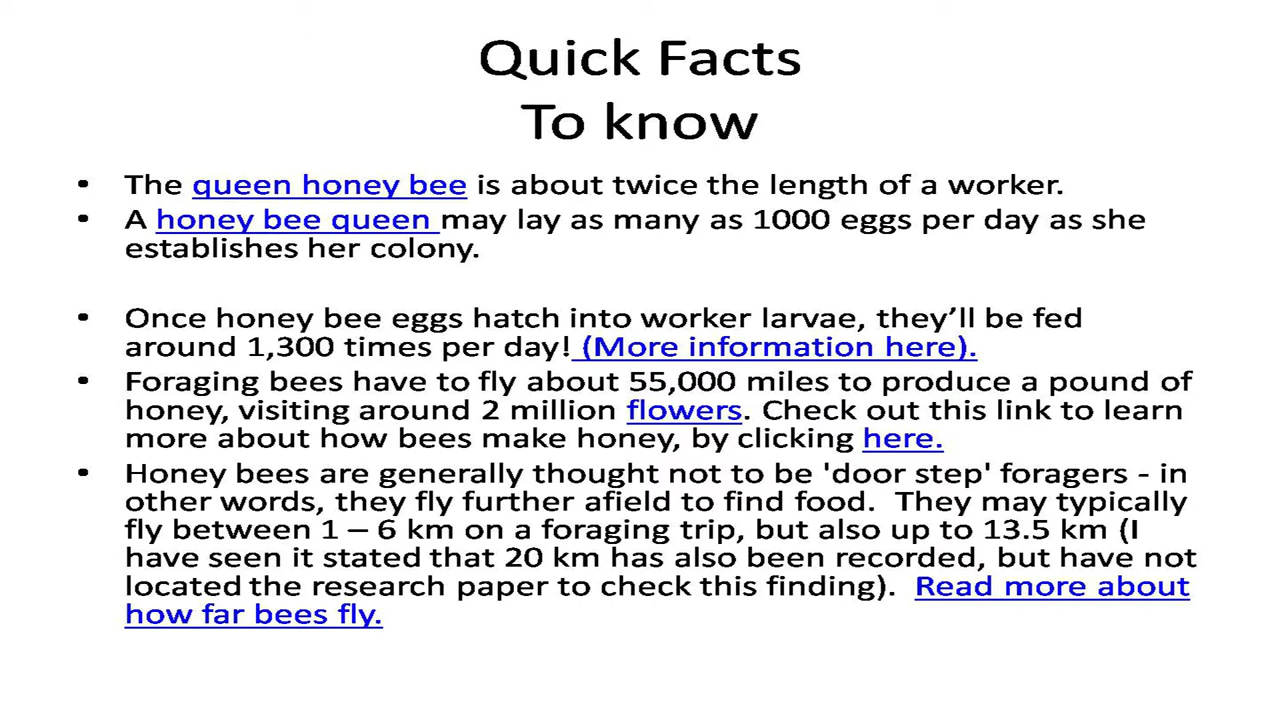 Quick Facts
To know
• The queen honey bee is about twice the length of a worker.
• A honey bee queen may lay as many as 1000 eggs per day as she
establishes her colony.
• Once honey bee eggs hatch into worker larvae, they’ll be fed
around 1,300 times per day! (More information here).
• Foraging bees have to fly about 55,000 miles to produce a pound of
honey, visiting around 2 million flowers. Check out this link to learn
more about how bees make honey, by clicking here.
• Honey bees are generally thought not to be 'door step' foragers - in
other words, they fly further afield to find food.  They may typically
fly between 1 – 6 km on a foraging trip, but also up to 13.5 km (I
have seen it stated that 20 km has also been recorded, but have not
located the research paper to check this finding).  Read more about
how far bees fly.